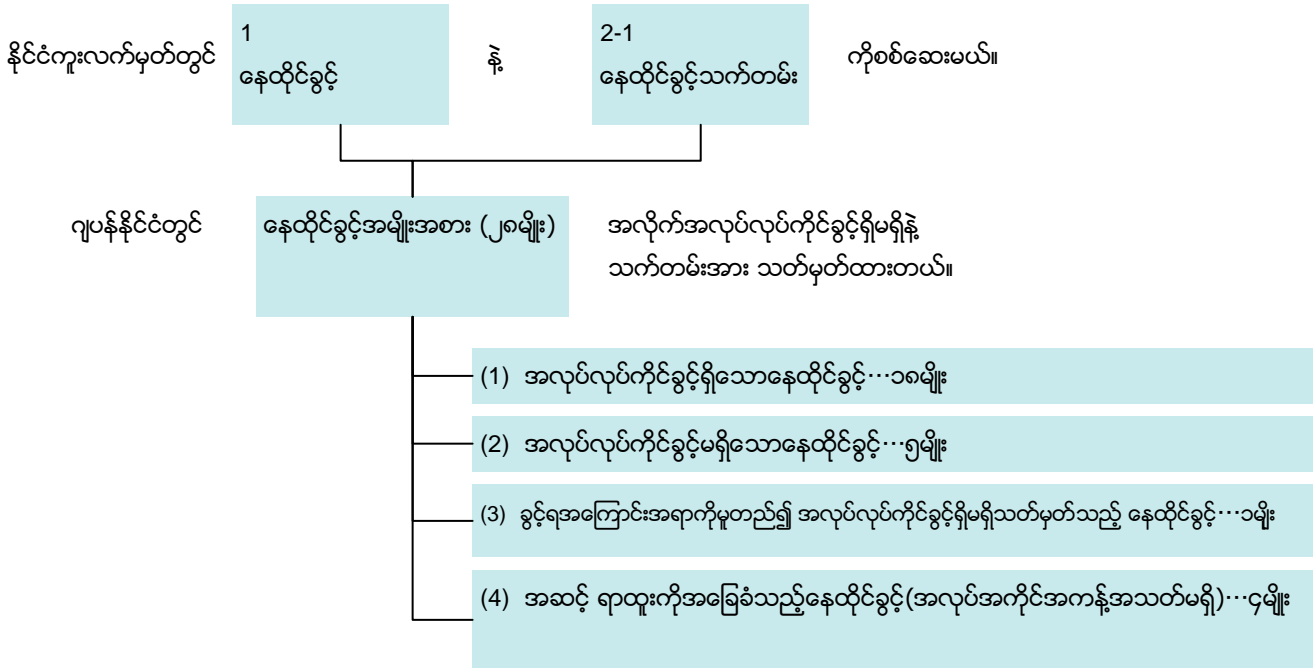 1
နိုင်ငံကူးလက်မှတ်တွင်
နေထိုင်ခွင့်
နဲ့
2-1
နေထိုင်ခွင့်သက်တမ်း
ကိုစစ်ဆေးမယ်။
ဂျပန်နိုင်ငံတွင်
နေထိုင်ခွင့်အမျိုးအစား (၂၈မျိုး)
အလိုက်အလုပ်လုပ်ကိုင်ခွင့်ရှိမရှိနဲ့
သက်တမ်းအား သတ်မှတ်ထားတယ်။
(1) အလုပ်လုပ်ကိုင်ခွင့်ရှိသောနေထိုင်ခွင့်⋯၁၈မျိုး
(2) အလုပ်လုပ်ကိုင်ခွင့်မရှိသောနေထိုင်ခွင့်⋯၅မျိုး
(3) ခွင့်ရအကြောင်းအရာကိုမူတည်၍ အလုပ်လုပ်ကိုင်ခွင့်ရှိမရှိသတ်မှတ်သည့် နေထိုင်ခွင့်⋯၁မျိုး
(4) အဆင့် ရာထူးကိုအခြေခံသည့်နေထိုင်ခွင့်(အလုပ်အကိုင်အကန့်အသတ်မရှိ)⋯၄မျိုး